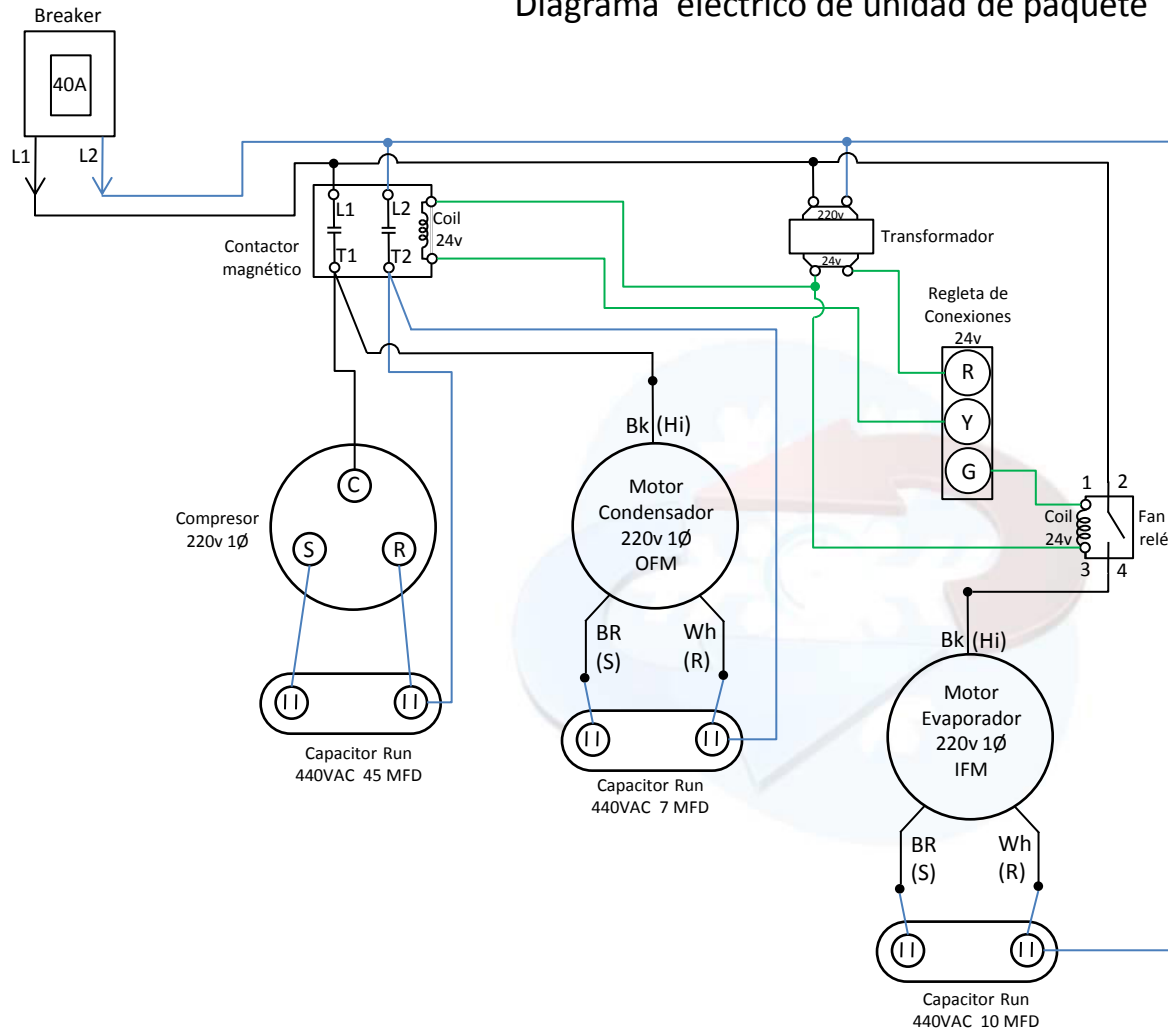 Diagrama eléctrico de unidad de paquete
Breaker
40A
L1
L2
L1
L2
Coil
24v
T1
T2
Contactor
magnético
220v
24v
Transformador
Regleta de
Conexiones
24v
R
Y
G
1
2
Coil
24v
Fan
relé
3
4
Compresor
220v 1Ø
C
S
R
Capacitor Run
440VAC 45 MFD
Bk (Hi)
Motor
Condensador
220v 1Ø
OFM
BR
(S)
Wh
(R)
Capacitor Run
440VAC 7 MFD
Bk (Hi)
Motor
Evaporador
220v 1Ø
IFM
BR
(S)
Wh
(R)
Capacitor Run
440VAC 10 MFD